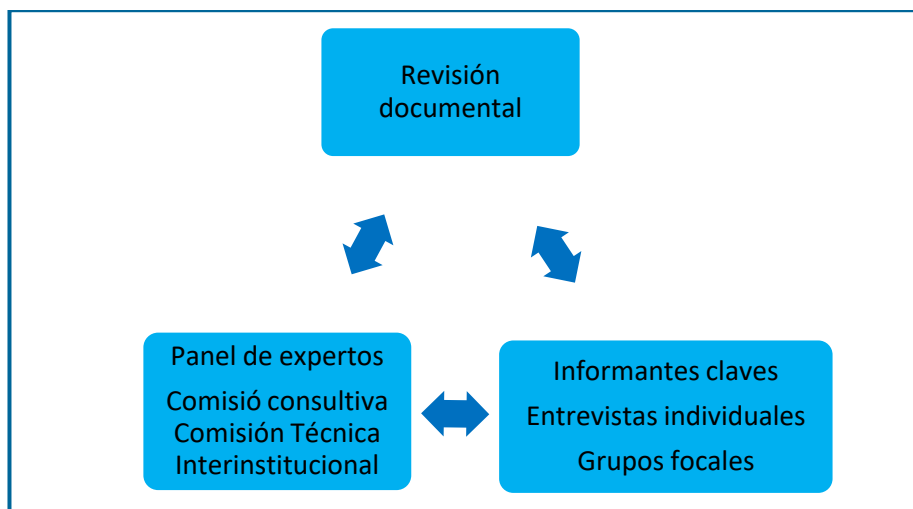 Revisión
documental
Panel de expertos
Comisió consultiva
Comisión Técnica
Interinstitucional
Informantes claves
Entrevistas individuales
Grupos focales